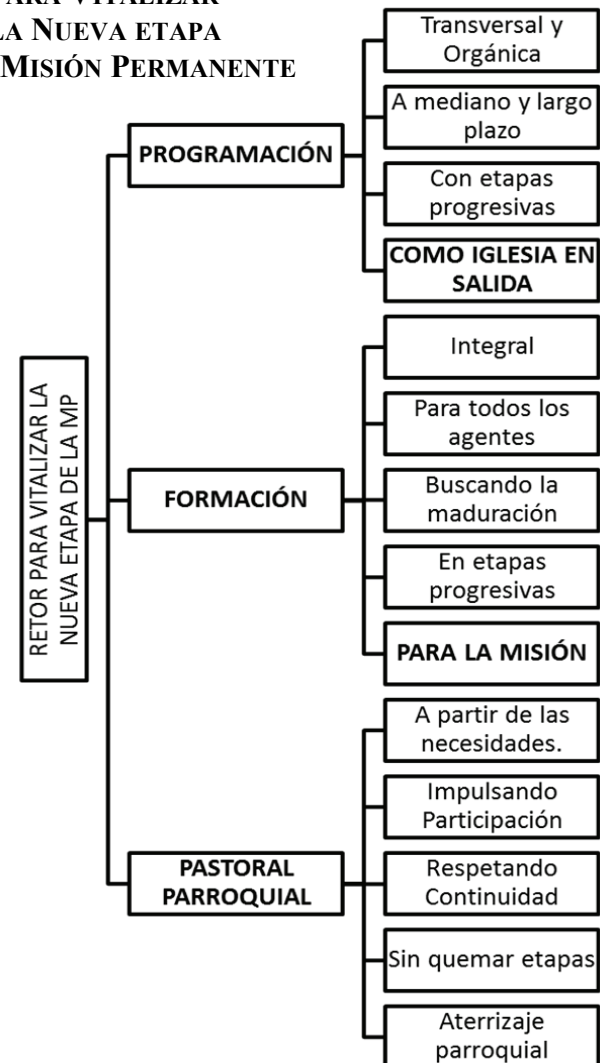 PARA VITALIZAR
LA NUEVA ETAPA
MISIÓN PERMANENTE
RETOR PARA VITALIZAR LA
NUEVA ETAPA DE LA MP
PROGRAMACIÓN
Transversal y
Orgánica
A mediano y largo
plazo
Con etapas
progresivas
COMO IGLESIA EN
SALIDA
FORMACIÓN
Integral
Para todos los
agentes
Buscando la
maduración
En etapas
progresivas
PARA LA MISIÓN
PASTORAL
PARROQUIAL
A partir de las
necesidades.
Impulsando
Participación
Respetando
Continuidad
Sin quemar etapas
Aterrizaje
parroquial